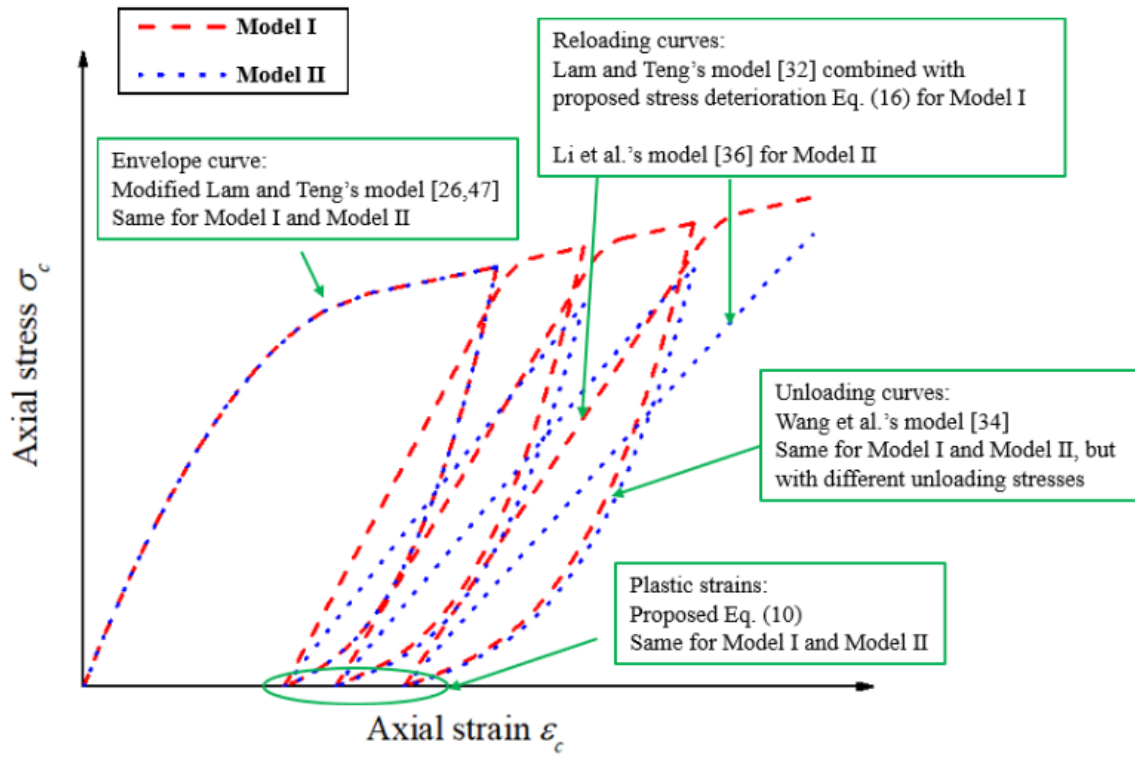 Model I
Model II
Reloading curves:
Lam and Teng’s model [32] combined with
proposed stress deterioration Eq. (16) for Model I
Li et al.’s model [36] for Model II
Envelope curve:
Modified Lam and Teng’s model [26,47]
Same for Model I and Model II
Axial stress σc
Unloading curves:
Wang et al.’s model [34]
Same for Model I and Model II, but
with different unloading stresses
Plastic strains:
Proposed Eq. (10)
Same for Model I and Model II
Axial strain εc